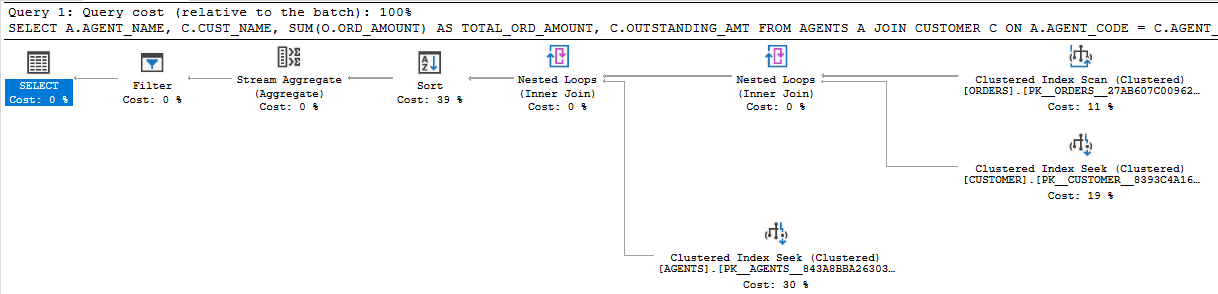 Query 1: Query cost (relative to the batch): 100%
SELECT A.AGENT_NAME, C.CUST_NAME, SUM(O.ORD_AMOUNT) AS TOTAL_ORD_AMOUNT, C.OUTSTANDING_AMT FROM AGENTS A JOIN CUSTOMER C ON A.AGENT_CODE = C.AGENT_
SELECT
Cost: 0 %
Filter
Cost: 0 %
Stream Aggregate
(Aggregate)
Cost: 0 %
Sort
Cost: 39 %
Nested Loops
(Inner Join)
Cost: 0 %
Nested Loops
(Inner Join)
Cost: 0 %
Clustered Index Scan (Clustered)
[ORDERS].[PK__ORDERS__27AB607C00962…
Cost: 11 %
Clustered Index Seek (Clustered)
[CUSTOMER].[PK__CUSTOMER__8393C4A16…
Cost: 19 %
Clustered Index Seek (Clustered)
[AGENTS].[PK__AGENTS__843A8BBA26303…
Cost: 30 %